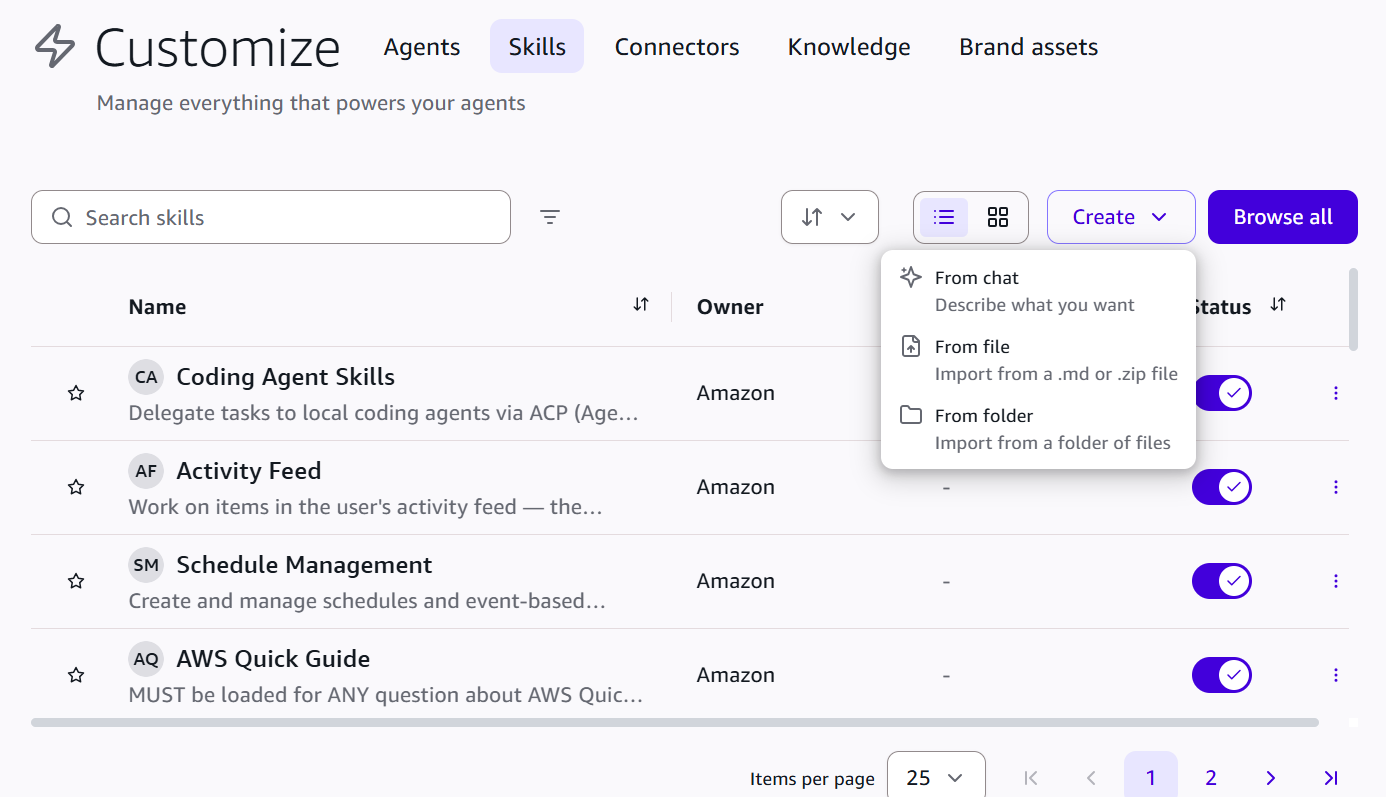 Customize
Agents
Skills
Connectors
Knowledge
Brand assets
Manage everything that powers your agents
Search skills
Create
Browse all
From chat
Describe what you want
From file
Import from a .md or .zip file
From folder
Import from a folder of files
Name
Owner
Status
CA
Coding Agent Skills
Delegate tasks to local coding agents via ACP (Age...
Amazon
AF
Activity Feed
Work on items in the user's activity feed — the...
Amazon
-
SM
Schedule Management
Create and manage schedules and event-based...
Amazon
-
AQ
AWS Quick Guide
MUST be loaded for ANY question about AWS Quic...
Amazon
-
Items per page
25
1
2